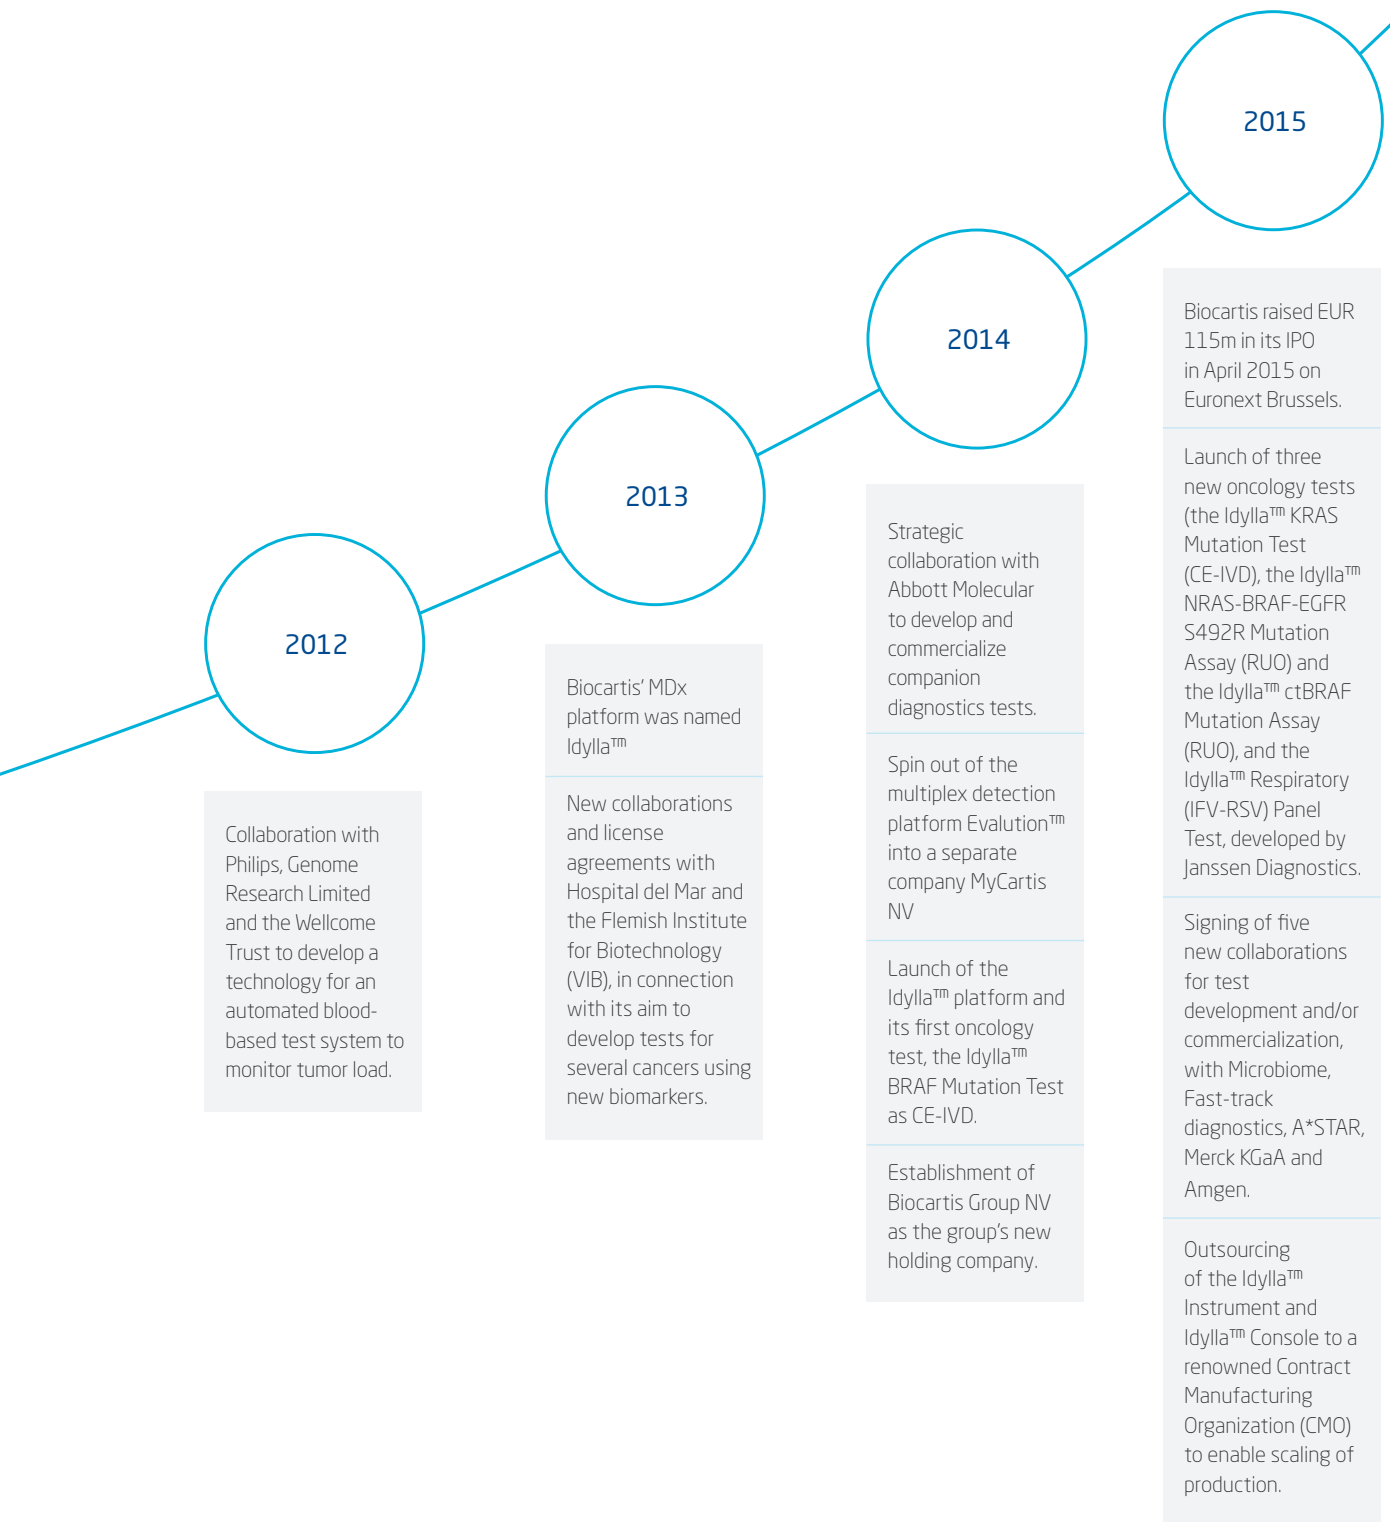 2012
Collaboration with
Philips, Genome
Research Limited
and the Wellcome
Trust to develop a
technology for an
automated blood-
based test system to
monitor tumor load.
2013
Biocartis’ MDx
platform was named
Idylla™
New collaborations
and license
agreements with
Hospital del Mar and
the Flemish Institute
for Biotechnology
(VIB), in connection
with its aim to
develop tests for
several cancers using
new biomarkers.
2014
Strategic
collaboration with
Abbott Molecular
to develop and
commercialize
companion
diagnostics tests.
Spin out of the
multiplex detection
platform Evalution™
into a separate
company MyCartis
NV
Launch of the
Idylla™ platform and
its first oncology
test, the Idylla™
BRAF Mutation Test
as CE-IVD.
Establishment of
Biocartis Group NV
as the group’s new
holding company.
2015
Biocartis raised EUR
115m in its IPO
in April 2015 on
Euronext Brussels.
Launch of three
new oncology tests
(the Idylla™ KRAS
Mutation Test
(CE-IVD), the Idylla™
NRAS-BRAF-EGFR
S492R Mutation
Assay (RUO) and
the Idylla™ ctBRAF
Mutation Assay
(RUO), and the
Idylla™ Respiratory
(IFV-RSV) Panel
Test, developed by
Janssen Diagnostics.
Signing of five
new collaborations
for test
development and/or
commercialization,
with Microbiome,
Fast-track
diagnostics, A*STAR,
Merck KGaA and
Amgen.
Outsourcing
of the Idylla™
Instrument and
Idylla™ Console to a
renowned Contract
Manufacturing
Organization (CMO)
to enable scaling of
production.